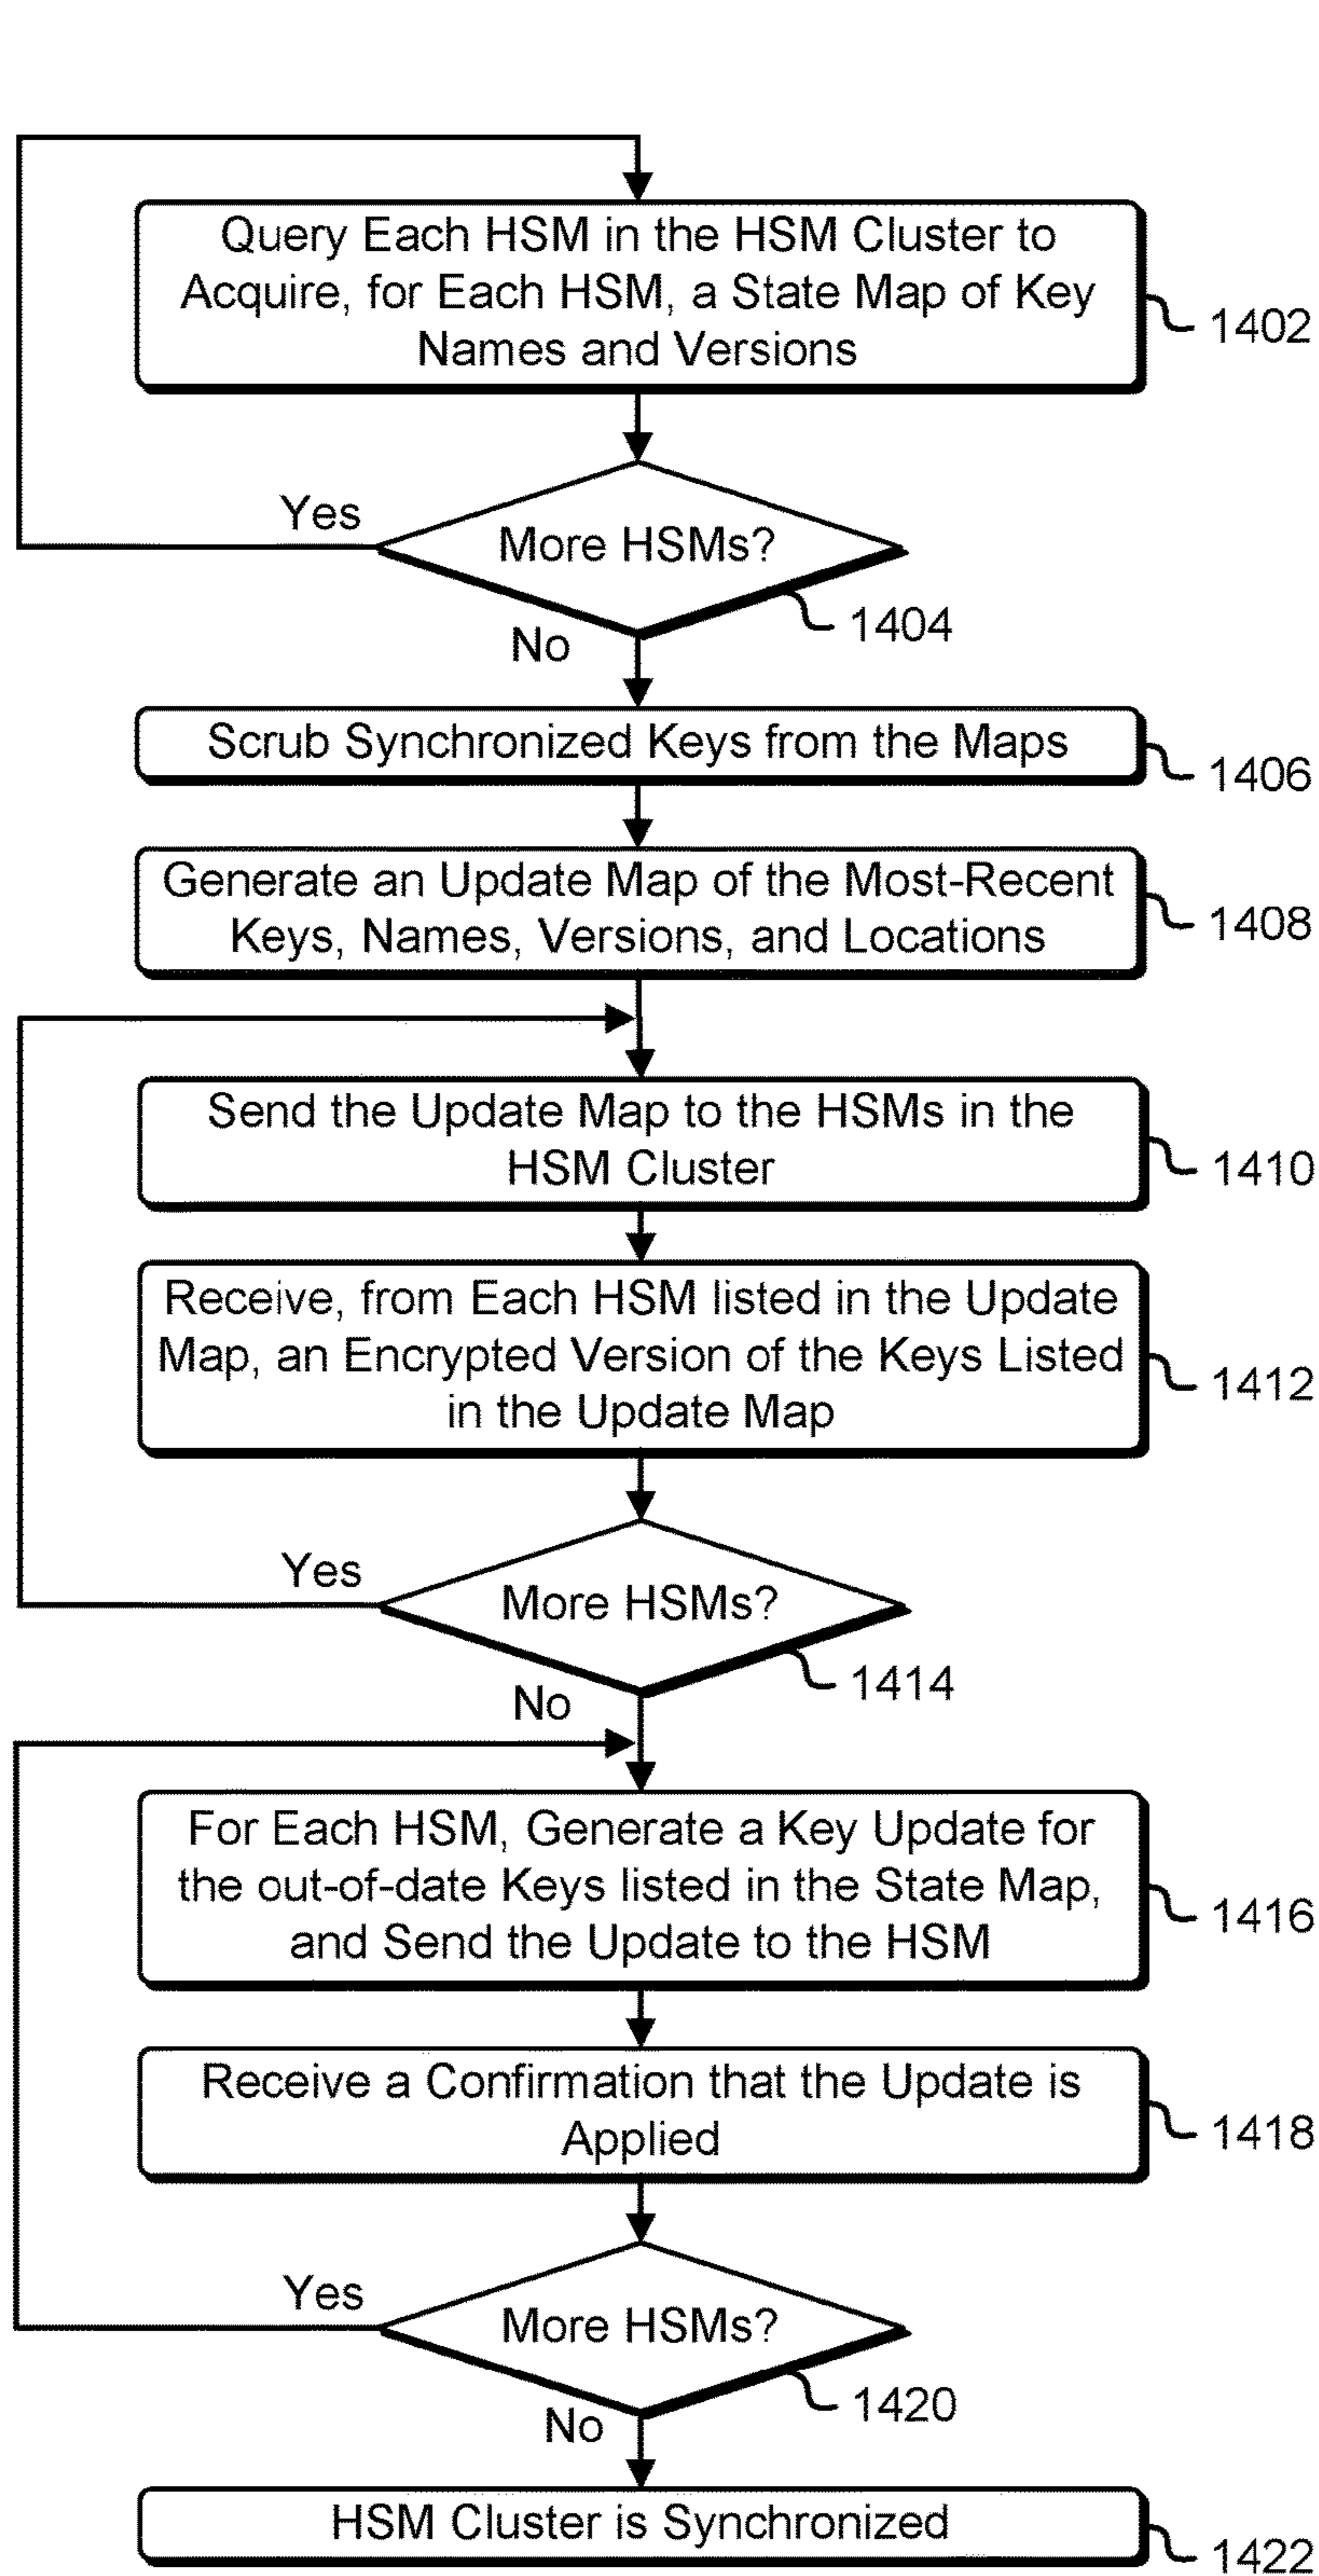 Query Each HSM in the HSM Cluster to
Acquire, for Each HSM, a State Map of Key
Names and Versions
1402
Yes
More HSMs?
1404
No
Scrub Synchronized Keys from the Maps
1406
Generate an Update Map of the Most-Recent
Keys, Names, Versions, and Locations
1408
Send the Update Map to the HSMs in the
HSM Cluster
1410
Receive, from Each HSM listed in the Update
Map, an Encrypted Version of the Keys Listed
in the Update Map
1412
Yes
More HSMs?
1414
No
For Each HSM, Generate a Key Update for
the out-of-date Keys listed in the State Map,
and Send the Update to the HSM
1416
Receive a Confirmation that the Update is
Applied
1418
Yes
More HSMs?
1420
No
HSM Cluster is Synchronized
1422